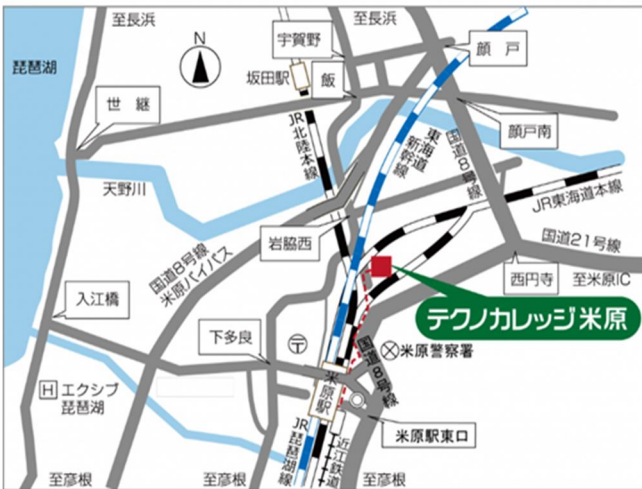 至長浜
至長浜
宇賀野
顔 戸
N
琵琶湖
坂田駅
飯
世 継
JR北陸本線
東海道新幹線
国道8号線
顔戸南
天野川
JR東海道本線
岩脇西
国道21号線
国道8号線
米原バイパス
西円寺
至米原IC
入江橋
テクノカレッジ米原
下多良
〒
米原警察署
国道8号線
米原駅
H エクシブ
琵琶湖
米原駅東口
JR琵琶湖線
近江鉄道
至彦根
至彦根
至彦根